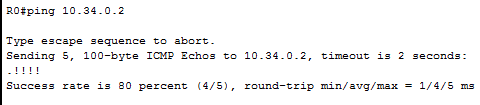 R0#ping 10.34.0.2
Type escape sequence to abort.
Sending 5, 100-byte ICMP Echos to 10.34.0.2, timeout is 2 seconds:
.!!!!
Success rate is 80 percent (4/5), round-trip min/avg/max = 1/4/5 ms